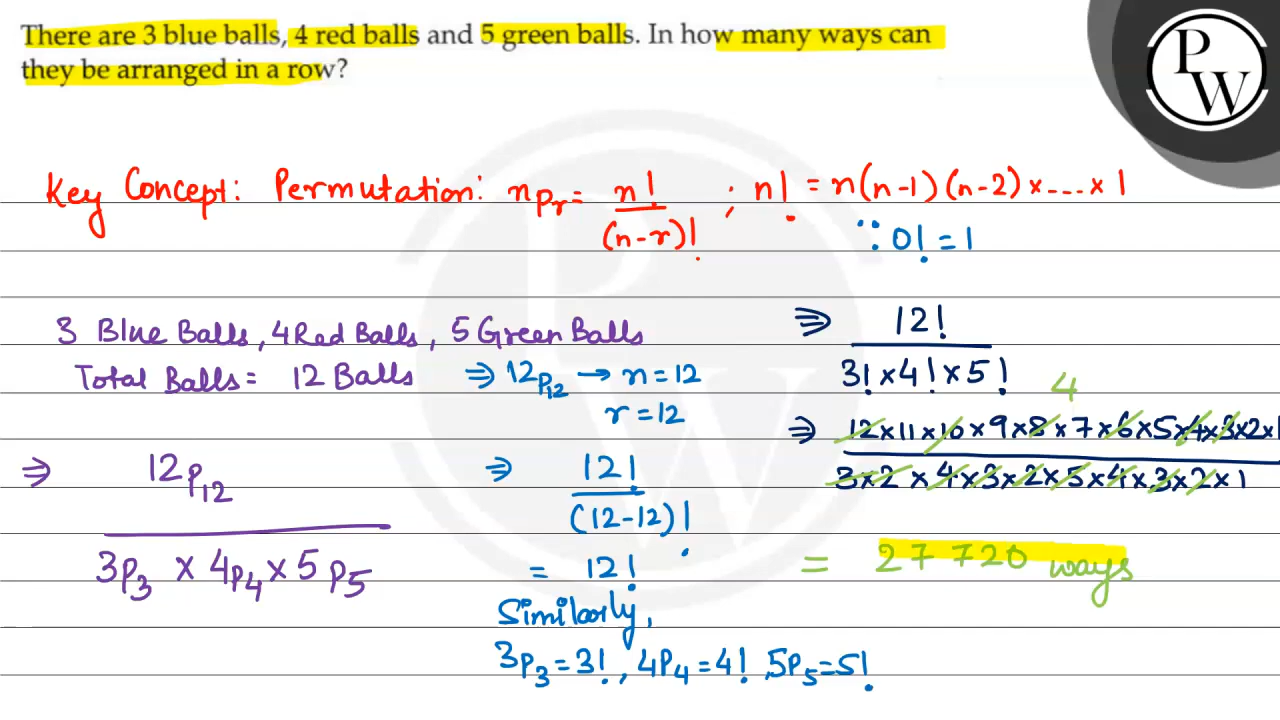 There are 3 blue balls, 4 red balls and 5 green balls. In how many ways can
they be arranged in a row?
P
W
Key Concept: Permutation: nPr = n!/(n-r)! ; n! = n(n-1)(n-2)×...×1
∵ 0! = 1
3 Blue Balls, 4 Red Balls, 5 Green Balls
Total Balls = 12 Balls
⇒ 12P12 → n = 12
r = 12
⇒ 12P12
3P3 × 4P4 × 5P5
⇒ 12!
(12-12)!
= 12!
Similarly,
3P3 = 3!, 4P4 = 4!, 5P5 = 5!
⇒ 12!
3! × 4! × 5!
4
⇒ 12×11×10×9×8×7×6×5×4×3×2×1
3×2×4×3×2×5×4×3×2×1
= 27720 ways